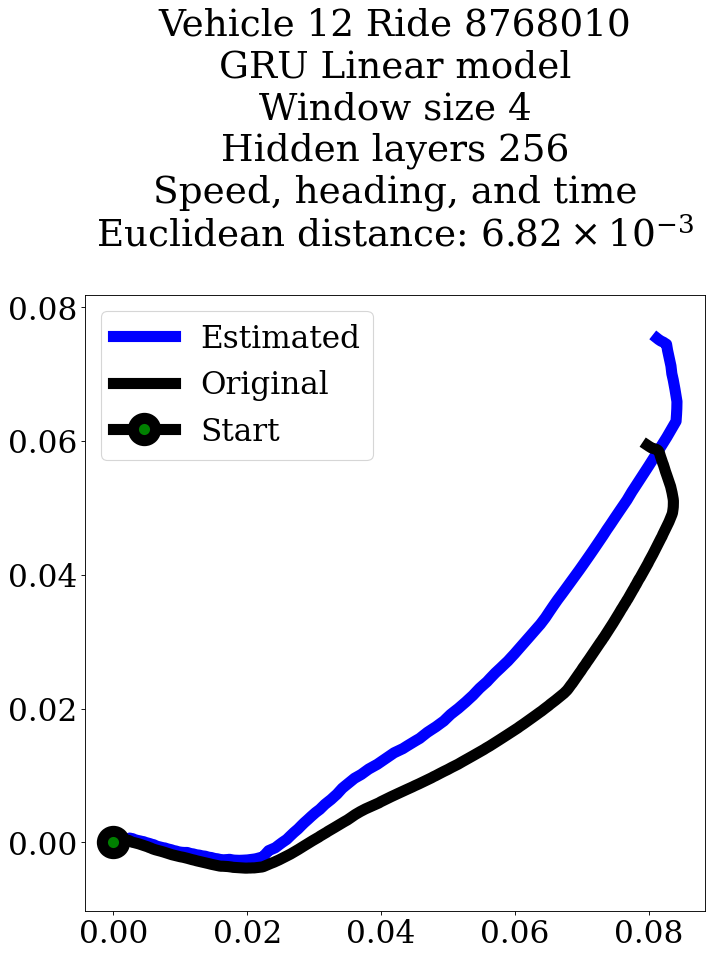 Vehicle 12 Ride 8768010
GRU Linear model
Window size 4
Hidden layers 256
Speed, heading, and time
Euclidean distance: 6.82 × 10⁻³
0.08
Estimated
Original
Start
0.06
0.04
0.02
0.00
0.00 0.02 0.04 0.06 0.08